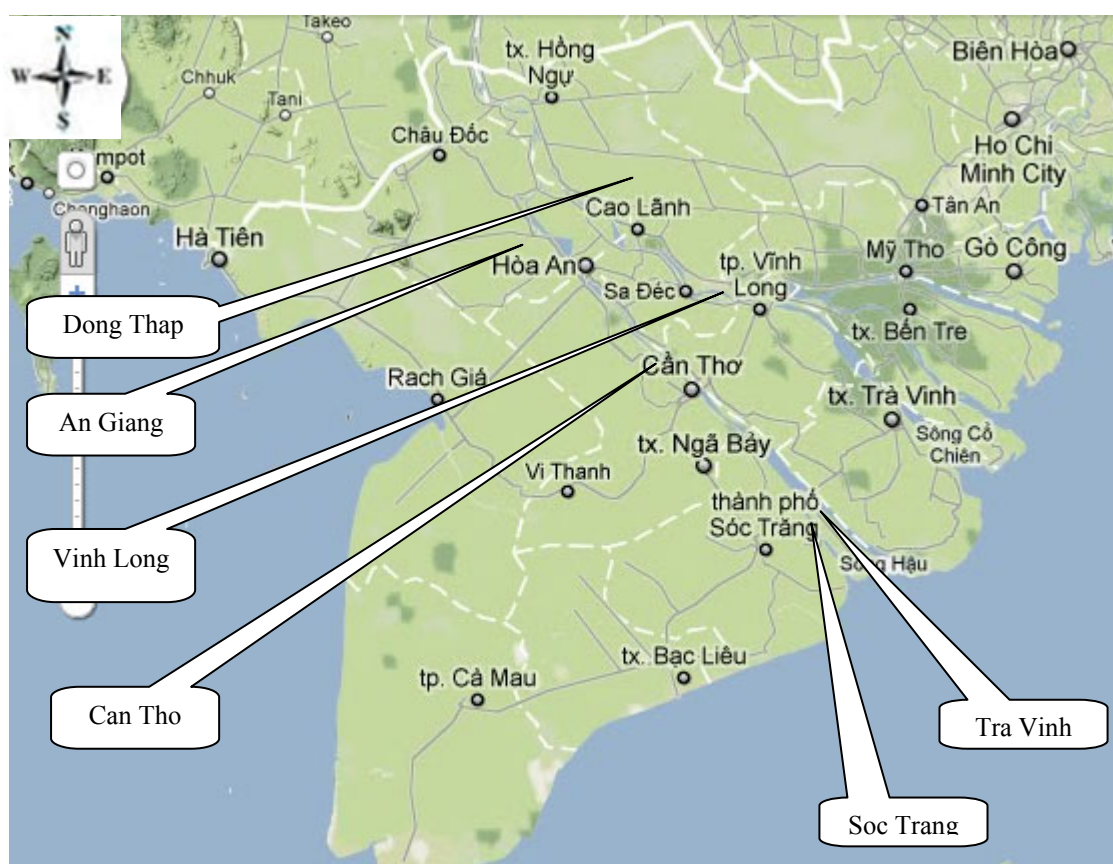 N
W E
S
Takeo
Chhuk
Tani
tx. Hồng
Ngự
Biên Hòa
Châu Đốc
Ho Chi
Minh City
mpot
Chonghaon
Hà Tiên
Cao Lãnh
Tân An
Hòa An
tp. Vĩnh
Long
Mỹ Tho
Gò Công
Sa Đéc
tx. Bến Tre
Dong Thap
Rach Giá
Cần Thơ
tx. Trà Vinh
An Giang
Sông Cổ
Chiên
tx. Ngã Bảy
Vi Thanh
thành phố
Sóc Trăng
Vinh Long
Sông Hậu
tx. Bạc Liêu
tp. Cà Mau
Can Tho
Tra Vinh
Soc Trang